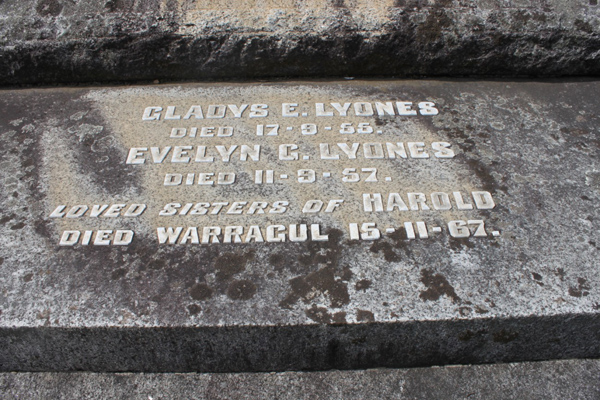 GLADYS E. LYONES
DIED 17-9-55.
EVELYN G. LYONES
DIED 11-9-57.
LOVED SISTERS OF HAROLD
DIED WARRAGUL 15-11-67.